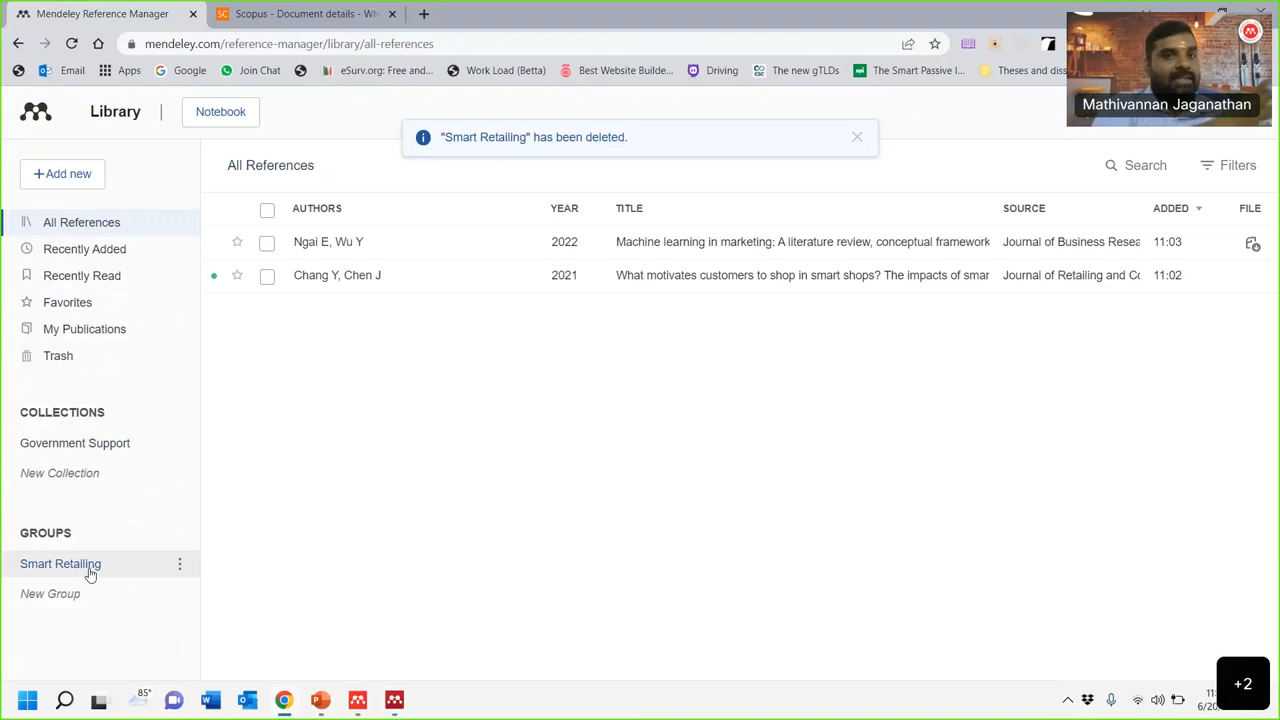 Mendeley Reference Manager
Scopus - Document details - Wh
mendeley.com/reference-manager/library/all-references
Email
Apps
Google
Join Chat
eSurvey: Free and...
Work Load (Betta)
Best Website Builde...
Driving
The new gTLDs
The Smart Passive I...
Theses and diss
Mathivannan Jaganathan
Library
Notebook
"Smart Retailing" has been deleted.
+ Add new
All References
Search
Filters
AUTHORS YEAR TITLE SOURCE ADDED FILE
Ngai E, Wu Y 2022 Machine learning in marketing: A literature review, conceptual framework Journal of Business Resea 11:03
Chang Y, Chen J 2021 What motivates customers to shop in smart shops? The impacts of smar Journal of Retailing and Co 11:02
All References
Recently Added
Recently Read
Favorites
My Publications
Trash
COLLECTIONS
Government Support
New Collection
GROUPS
Smart Retailing
New Group
85°
+2